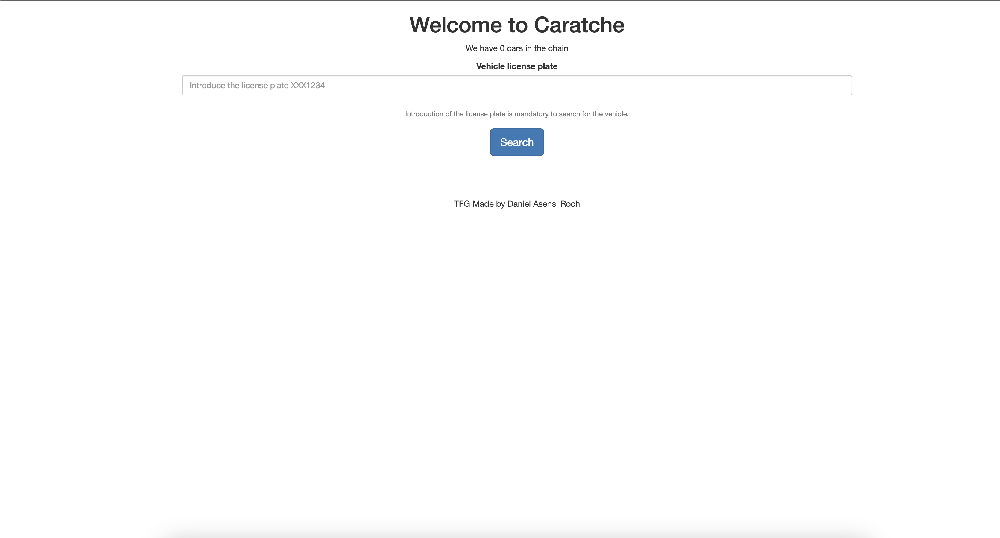 Welcome to Caratche
We have 0 cars in the chain
Vehicle license plate
Introduce the license plate XXX1234
Introduction of the license plate is mandatory to search for the vehicle.
Search
TFG Made by Daniel Asensi Roch